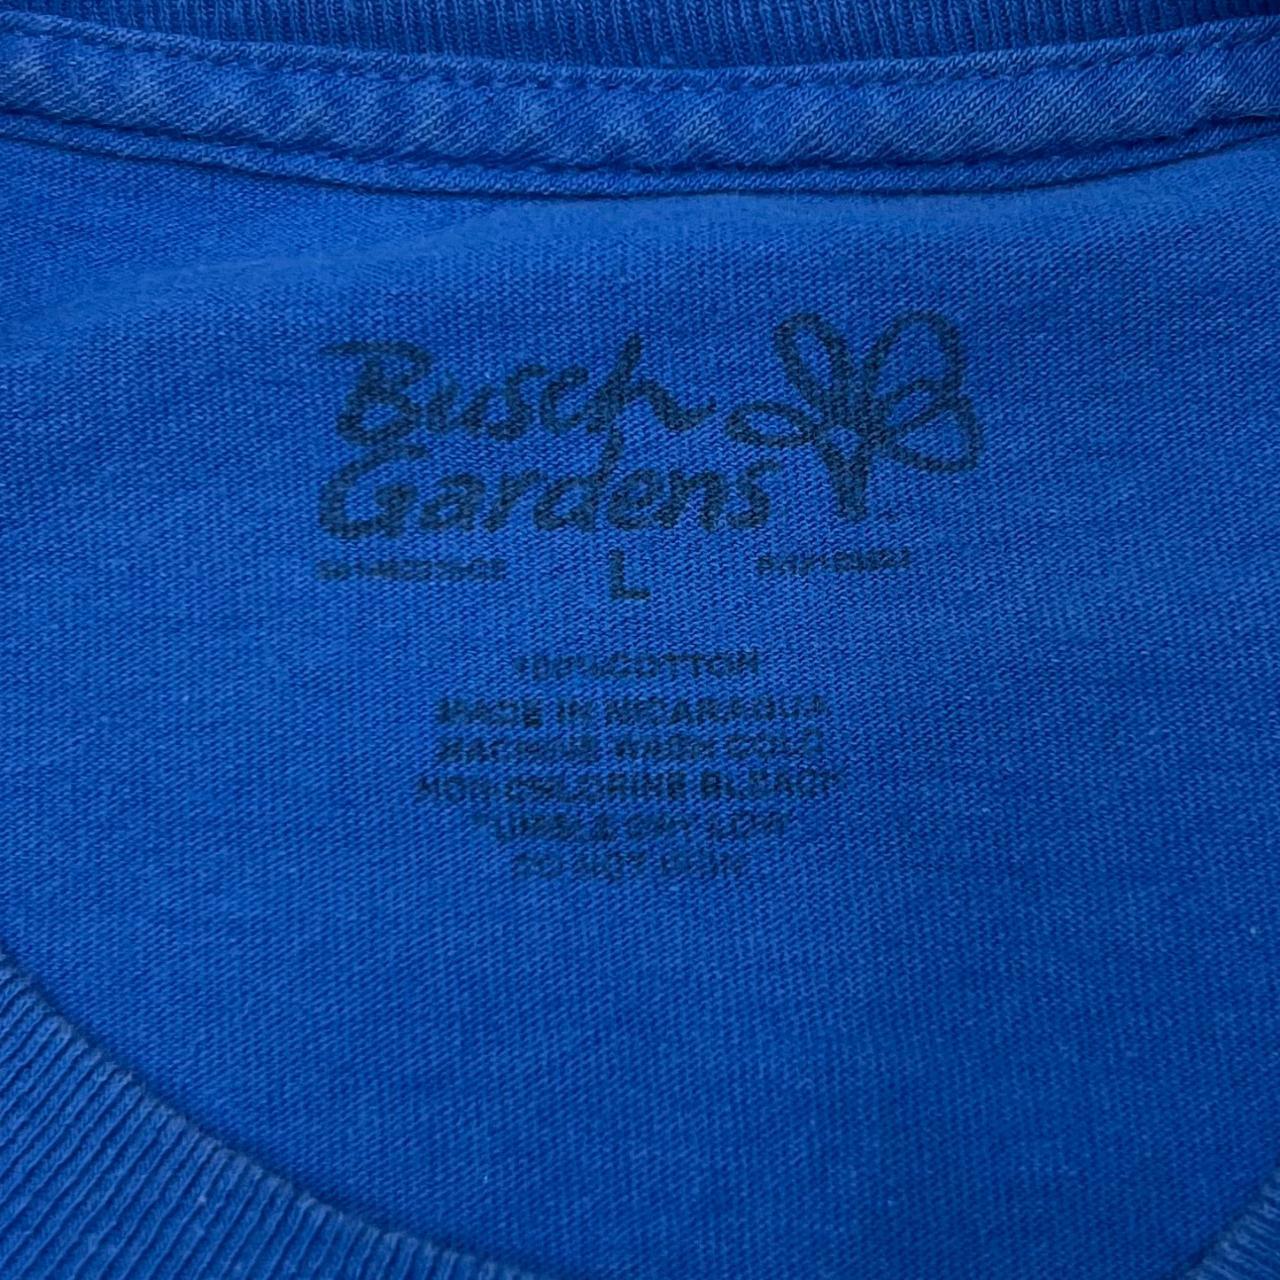 Busch
Gardens
L
100% COTTON
MADE IN NICARAGUA
MACHINE WASH COLD
NON-CHLORINE BLEACH
TUMBLE DRY LOW
DO NOT IRON